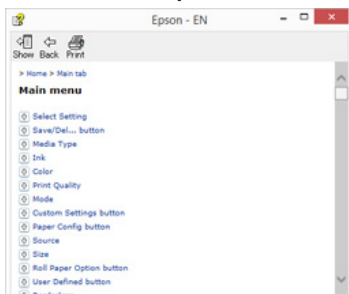 Epson - EN
Show Back Print
> Home > Main tab
Main menu
Select Setting
Save/Del... button
Media Type
Ink
Color
Print Quality
Mode
Custom Settings button
Paper Config button
Source
Size
Roll Paper Option button
User Defined button